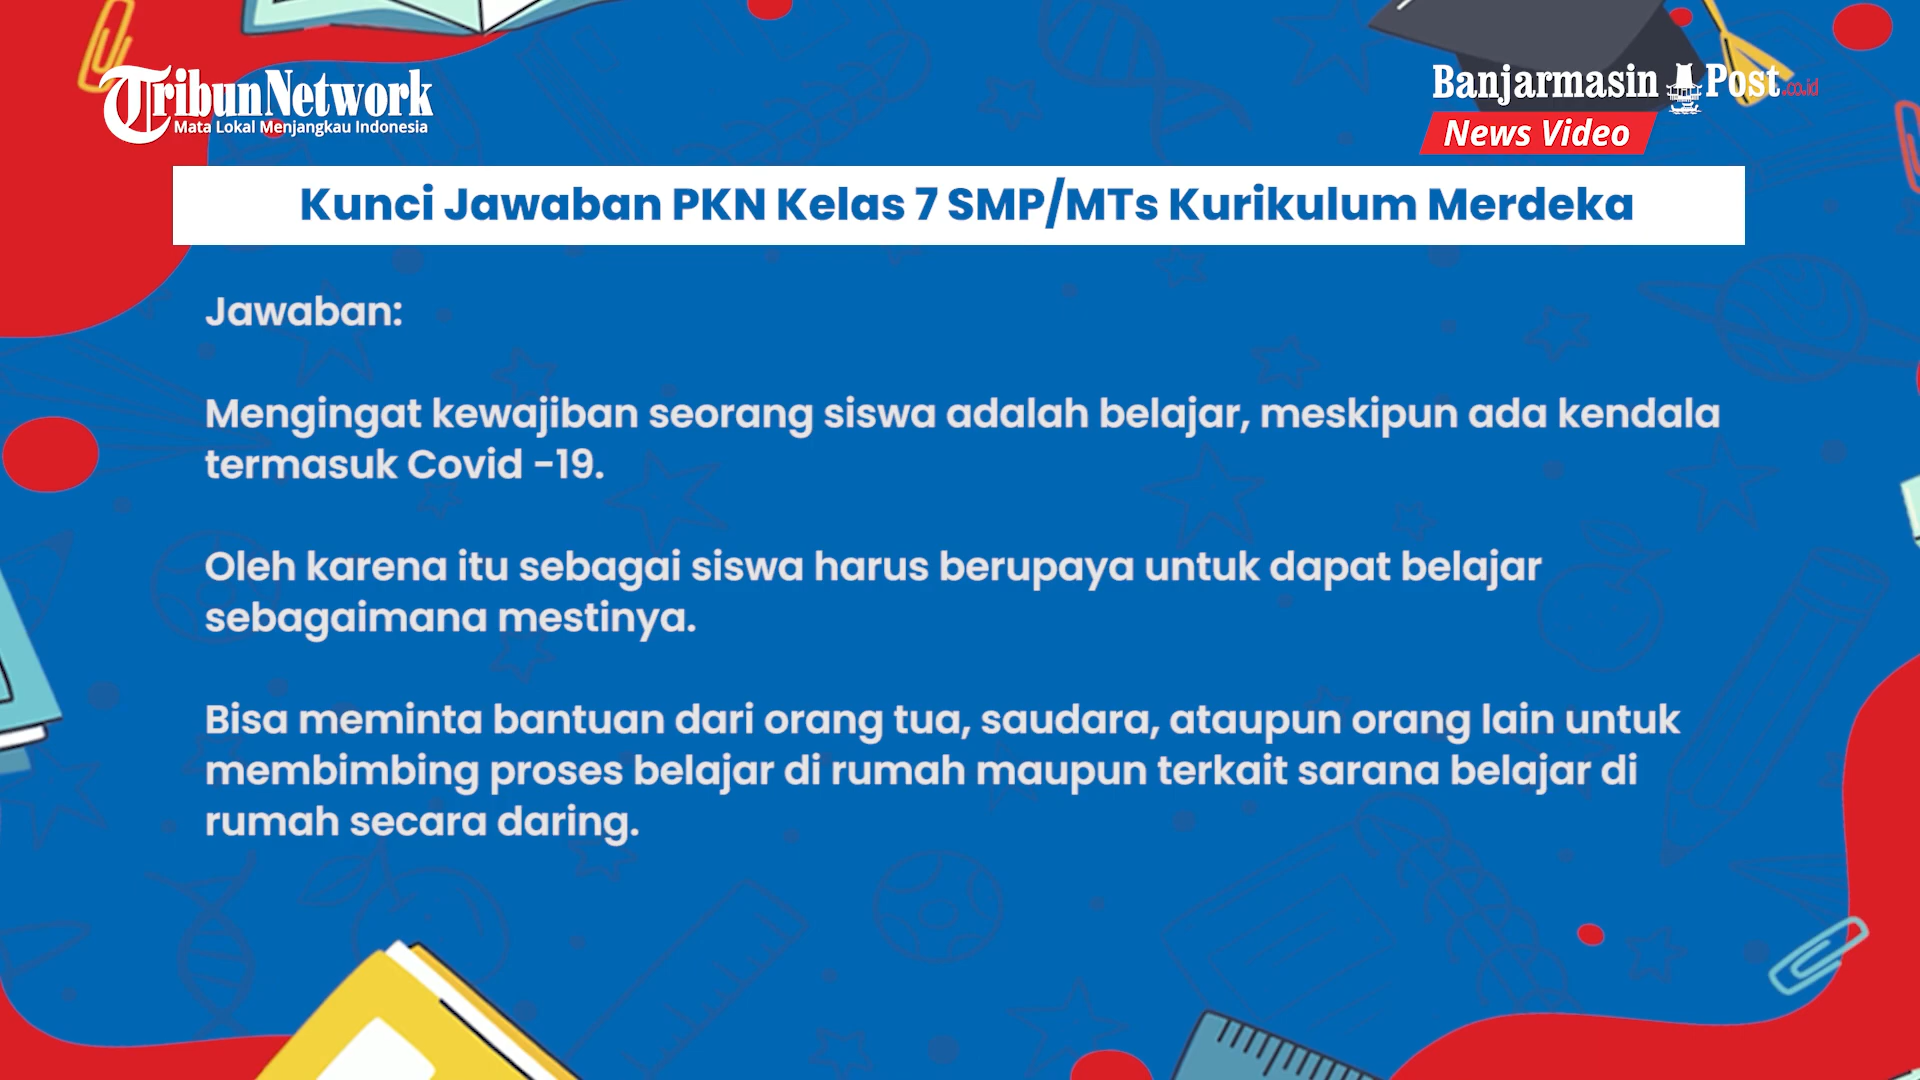 TribunNetwork
Mata Lokal Menjangkau Indonesia
Banjarmasin Post.co.id
News Video
Kunci Jawaban PKN Kelas 7 SMP/MTs Kurikulum Merdeka
Jawaban:
Mengingat kewajiban seorang siswa adalah belajar, meskipun ada kendala
termasuk Covid -19.
Oleh karena itu sebagai siswa harus berupaya untuk dapat belajar
sebagaimana mestinya.
Bisa meminta bantuan dari orang tua, saudara, ataupun orang lain untuk
membimbing proses belajar di rumah maupun terkait sarana belajar di
rumah secara daring.